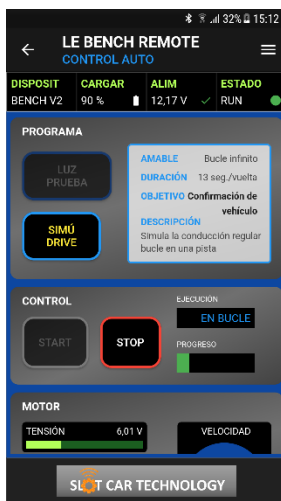 32% 15:12
LE BENCH REMOTE
CONTROL AUTO
DISPOSIT CARGAR ALIM ESTADO
BENCH V2 90 % 12,17 V RUN
PROGRAMA
LUZ
PRUEBA
SIMÚ
DRIVE
AMABLE Bucle infinito
DURACIÓN 13 seg./vuelta
OBJETIVO Confirmación de
vehículo
DESCRIPCIÓN
Simula la conducción regular
bucle en una pista
CONTROL
START
STOP
EJECUCIÓN
EN BUCLE
PROGRESO
MOTOR
TENSIÓN 6,01 V
VELOCIDAD
SLOT CAR TECHNOLOGY